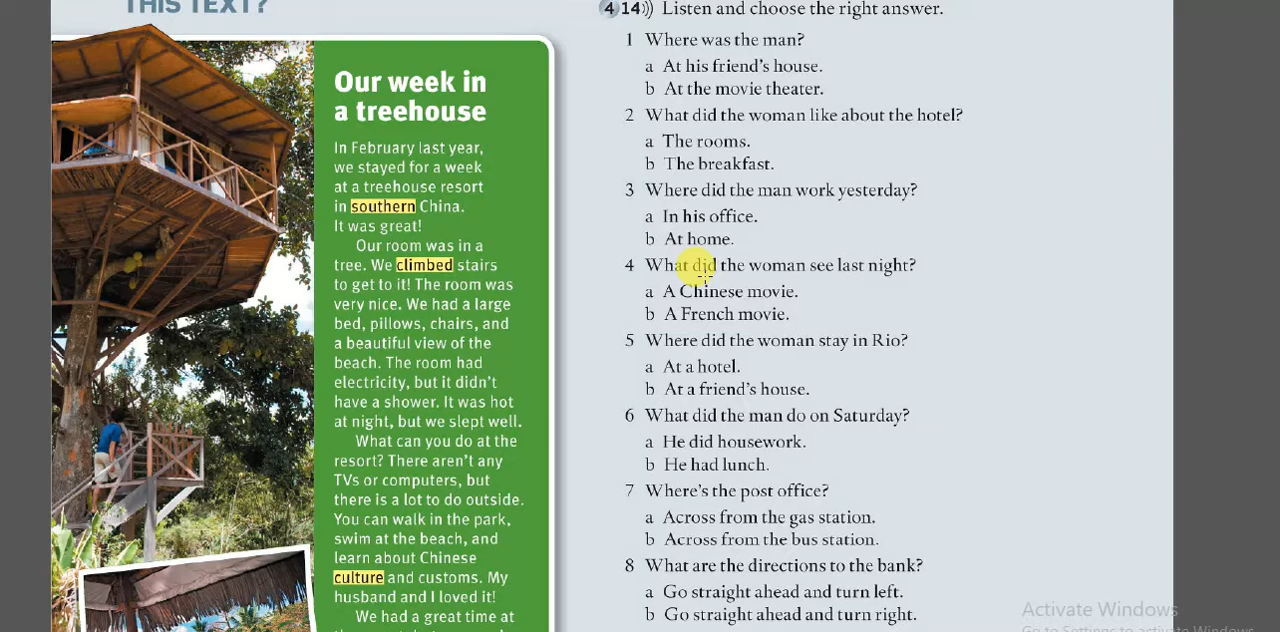 THIS TEXT?
Our week in
a treehouse
In February last year,
we stayed for a week
at a treehouse resort
in southern China.
It was great!
Our room was in a
tree. We climbed stairs
to get to it! The room was
very nice. We had a large
bed, pillows, chairs, and
a beautiful view of the
beach. The room had
electricity, but it didn't
have a shower. It was hot
at night, but we slept well.
What can you do at the
resort? There aren't any
TVs or computers, but
there is a lot to do outside.
You can walk in the park,
swim at the beach, and
learn about Chinese
culture and customs. My
husband and I loved it!
We had a great time at
4 14)) Listen and choose the right answer.
1 Where was the man?
a At his friend's house.
b At the movie theater.
2 What did the woman like about the hotel?
a The rooms.
b The breakfast.
3 Where did the man work yesterday?
a In his office.
b At home.
4 What did the woman see last night?
a A Chinese movie.
b A French movie.
5 Where did the woman stay in Rio?
a At a hotel.
b At a friend's house.
6 What did the man do on Saturday?
a He did housework.
b He had lunch.
7 Where's the post office?
a Across from the gas station.
b Across from the bus station.
8 What are the directions to the bank?
a Go straight ahead and turn left.
b Go straight ahead and turn right.
Activate Windows
Go to Settings to activate Windows.